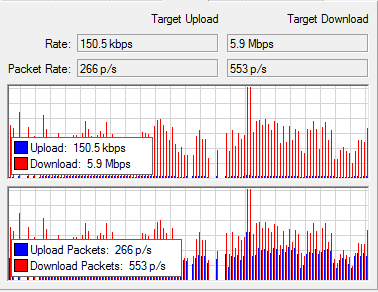 Target Upload Target Download
Rate: 150.5 kbps 5.9 Mbps
Packet Rate: 266 p/s 553 p/s
Upload: 150.5 kbps
Download: 5.9 Mbps
Upload Packets: 266 p/s
Download Packets: 553 p/s